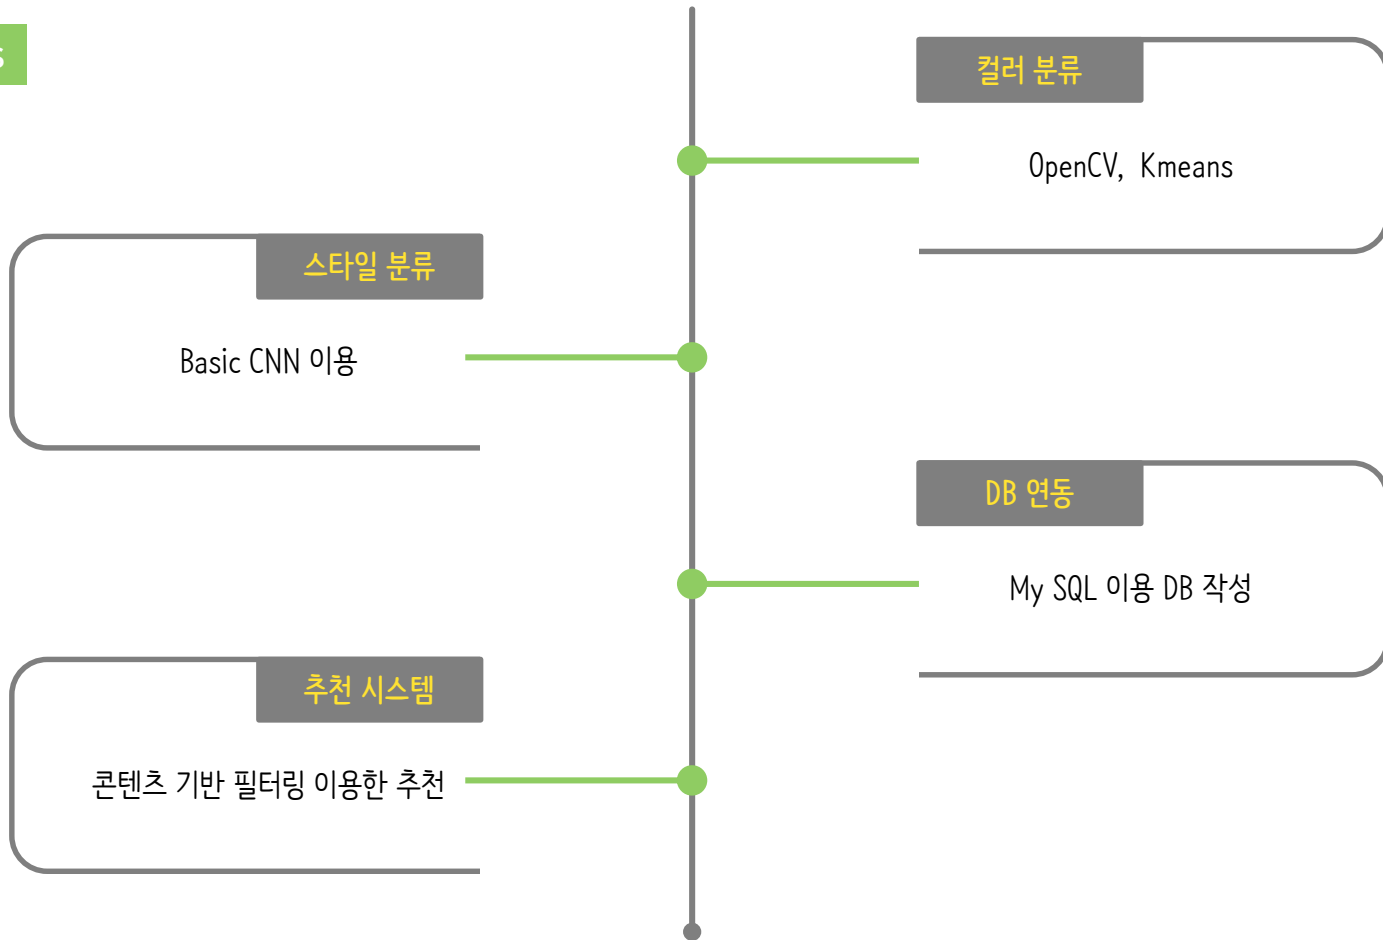 컬러 분류
OpenCV, Kmeans
스타일 분류
Basic CNN 이용
DB 연동
My SQL 이용 DB 작성
추천 시스템
콘텐츠 기반 필터링 이용한 추천